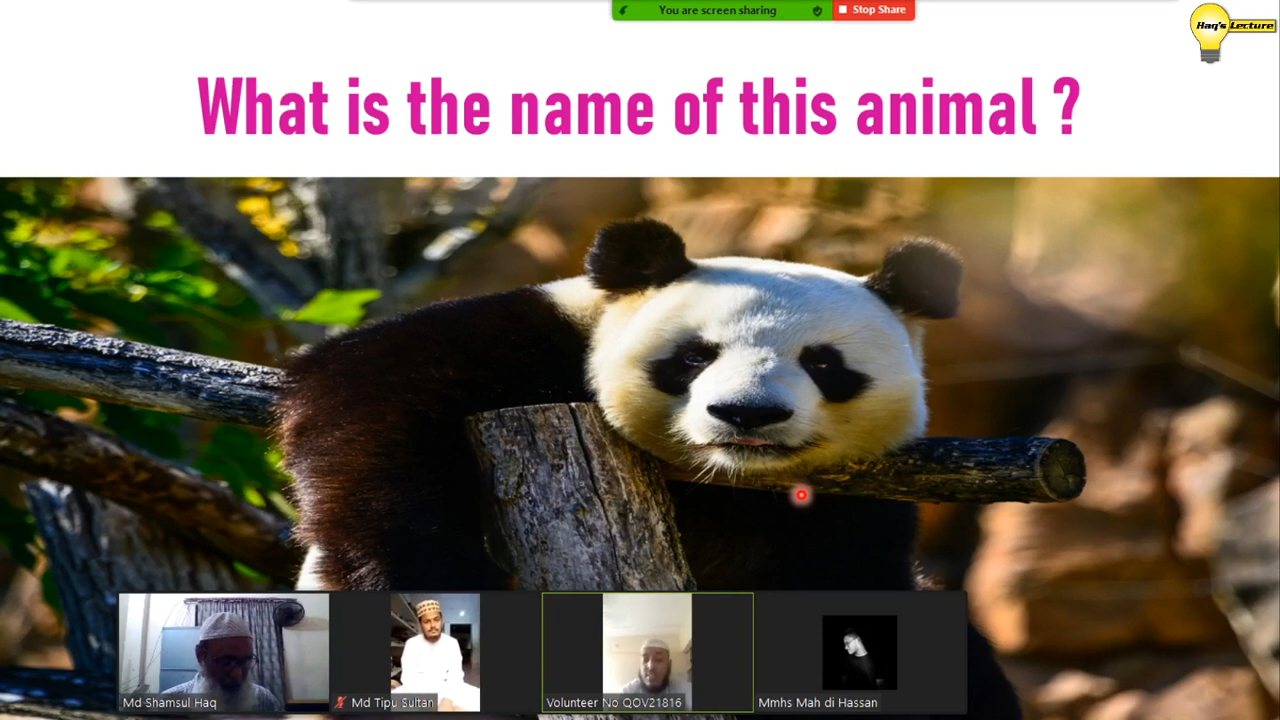 You are screen sharing
Stop Share
Haq's Lecture
What is the name of this animal ?
Md Shamsul Haq
Md Tipu Sultan
Volunteer No QOV21816
Mmhs Mah di Hassan